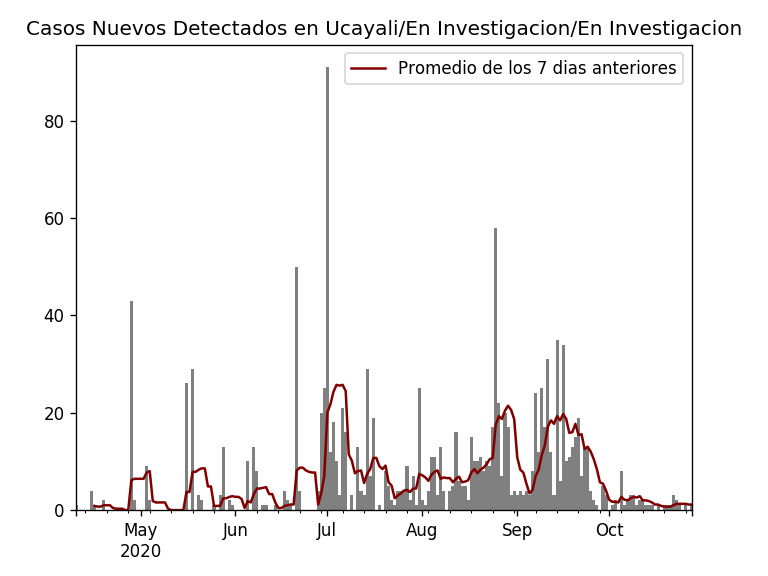 Casos Nuevos Detectados en Ucayali/En Investigacion/En Investigacion
Promedio de los 7 dias anteriores
80
60
40
20
0
May Jun Jul Aug Sep Oct
2020